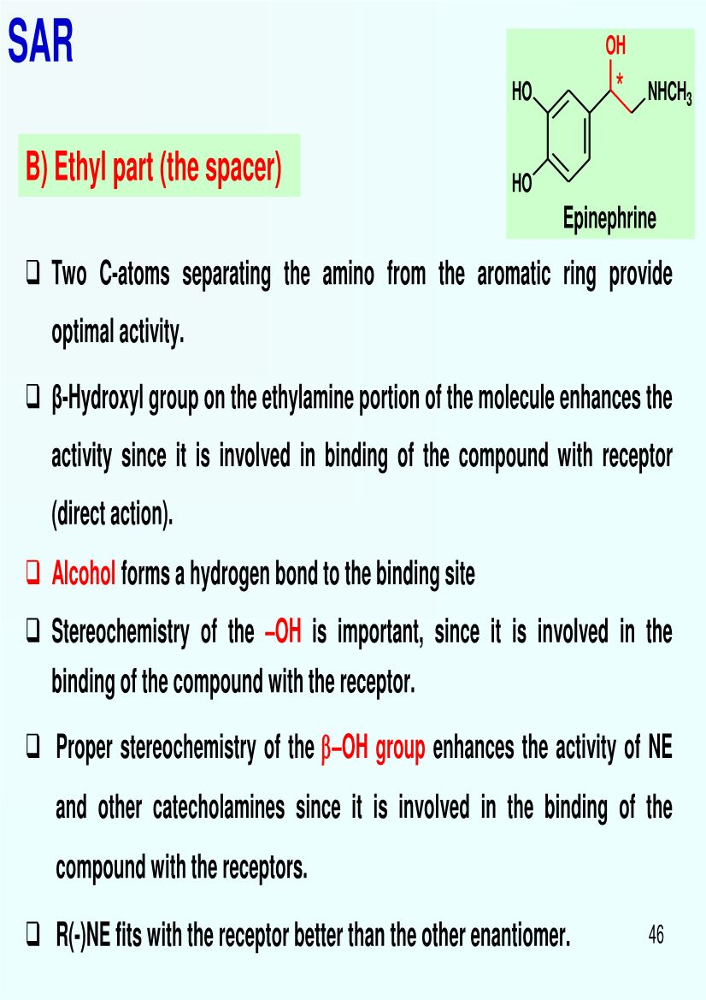 SAR
OH
*
HO
NHCH₃
HO
Epinephrine
B) Ethyl part (the spacer)
❑ Two C-atoms separating the amino from the aromatic ring provide
optimal activity.
❑ β-Hydroxyl group on the ethylamine portion of the molecule enhances the
activity since it is involved in binding of the compound with receptor
(direct action).
❑ Alcohol forms a hydrogen bond to the binding site
❑ Stereochemistry of the –OH is important, since it is involved in the
binding of the compound with the receptor.
❑ Proper stereochemistry of the β–OH group enhances the activity of NE
and other catecholamines since it is involved in the binding of the
compound with the receptors.
❑ R(-)NE fits with the receptor better than the other enantiomer.
46